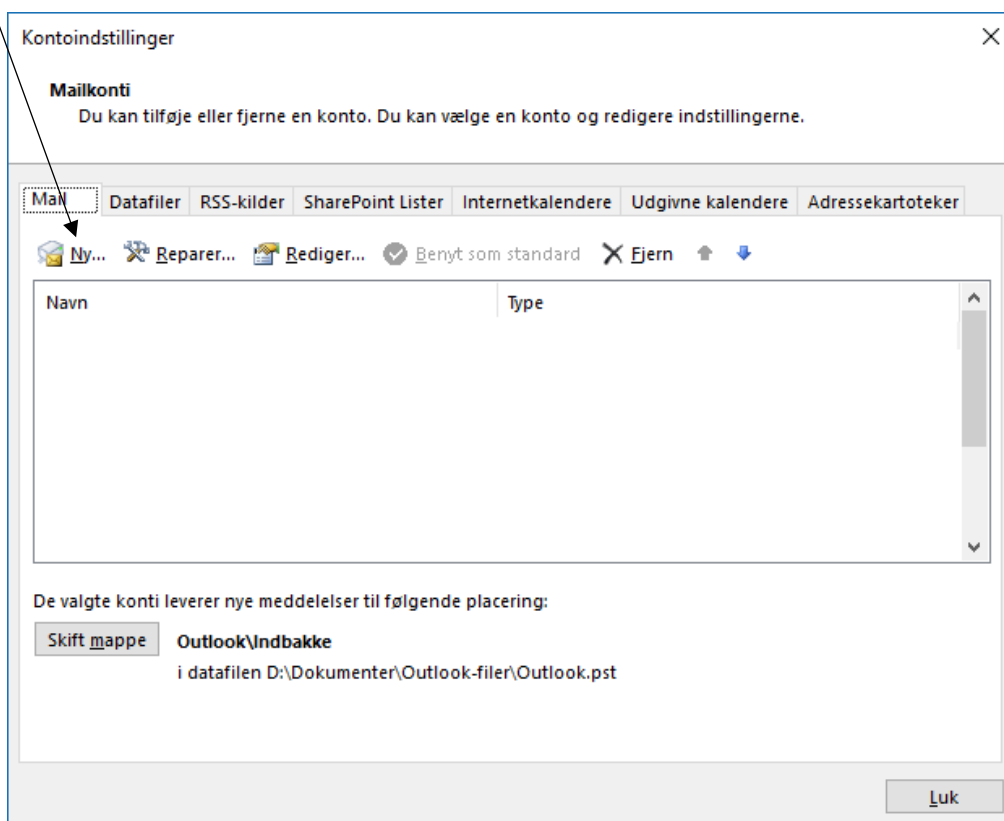 Kontoindstillinger
Mailkonti
Du kan tilføje eller fjerne en konto. Du kan vælge en konto og redigere indstillingerne.
Mail Datafiler RSS-kilder SharePoint Lister Internetkalendere Udgivne kalendere Adressekartoteker
Ny... Reparer... Rediger... Benyt som standard Fjern
Navn Type
De valgte konti leverer nye meddelelser til følgende placering:
Skift mappe Outlook\Indbakke
i datafilen D:\Dokumenter\Outlook-filer\Outlook.pst
Luk